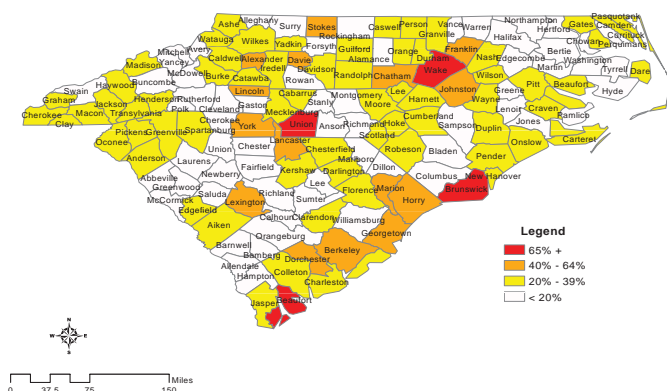 Pasquotank
Northampton
Ashe
Alleghany
Surry
Stokes
Rockingham
Caswell
Person
Vance
Warren
Gates
Camden
Hertford
Currituck
Watauga
Wilkes
Yadkin
Forsyth
Guilford
Orange
Granville
Franklin
Halifax
Chowan
Perquimans
Mitchell
Avery
Caldwell
Alexander
Davie
Alamance
Durham
Nash
Edgecombe
Bertie
Washington
Yancey
Madison
Iredell
Davidson
Wake
Martin
Tyrrell
Dare
McDowell
Burke
Catawba
Rowan
Randolph
Chatham
Wilson
Buncombe
Haywood
Swain
Lincoln
Cabarrus
Montgomery
Lee
Johnston
Greene
Pitt
Beaufort
Hyde
Graham
Jackson
Henderson
Rutherford
Gaston
Stanly
Moore
Harnett
Wayne
Cherokee
Macon
Transylvania
Polk
Cleveland
Mecklenburg
Lenoir
Craven
Clay
Cherokee
Pamlico
Pickens
Greenville
Spartanburg
York
Union
Anson
Richmond
Hoke
Cumberland
Sampson
Jones
Oconee
Scotland
Duplin
Carteret
Union
Chester
Lancaster
Chesterfield
Marlboro
Robeson
Bladen
Onslow
Anderson
Laurens
Fairfield
Darlington
Dillon
Pender
Abbeville
Newberry
Kershaw
Columbus
New Hanover
Greenwood
Lee
McCormick
Saluda
Richland
Florence
Marion
Brunswick
Edgefield
Lexington
Sumter
Horry
Calhoun
Clarendon
Williamsburg
Aiken
Orangeburg
Georgetown
Barnwell
Berkeley
Bamberg
Dorchester
Allendale
Colleton
Charleston
Hampton
Jaspe
Beaufort
Legend
65% +
40% - 64%
20% - 39%
< 20%
N
W
E
S
Miles
0
37.5
75
150